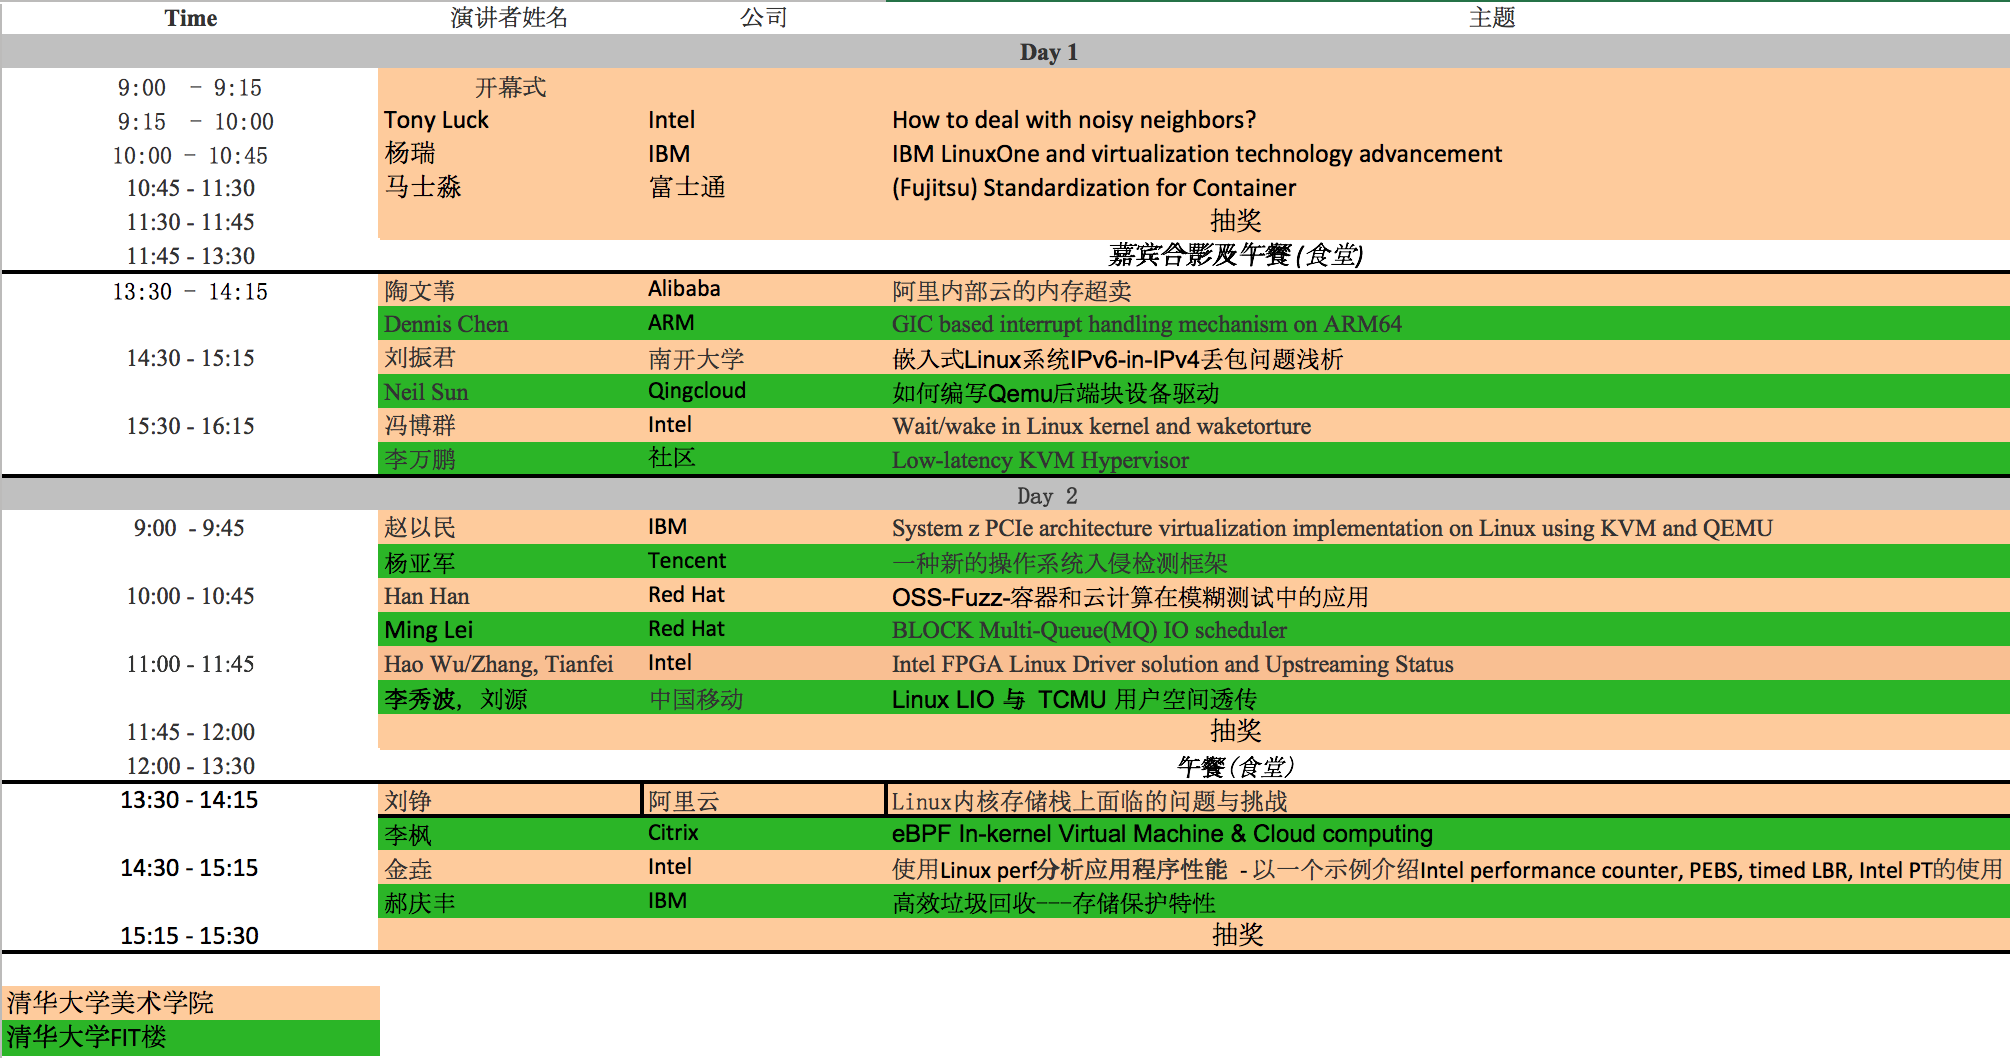 Time 演讲者姓名 公司 主题
Day 1
9:00 - 9:15 开幕式
9:15 - 10:00 Tony Luck Intel How to deal with noisy neighbors?
10:00 - 10:45 杨瑞 IBM IBM LinuxOne and virtualization technology advancement
10:45 - 11:30 马士淼 富士通 (Fujitsu) Standardization for Container
11:30 - 11:45 抽奖
11:45 - 13:30 嘉宾合影及午餐 (食堂)
13:30 - 14:15 陶文苇 Alibaba 阿里内部云的内存超卖
Dennis Chen ARM GIC based interrupt handling mechanism on ARM64
14:30 - 15:15 刘振君 南开大学 嵌入式Linux系统IPv6-in-IPv4丢包问题浅析
Neil Sun Qingcloud 如何编写Qemu后端块设备驱动
15:30 - 16:15 冯博群 Intel Wait/wake in Linux kernel and waketorture
李万鹏 社区 Low-latency KVM Hypervisor
Day 2
9:00 - 9:45 赵以民 IBM System z PCIe architecture virtualization implementation on Linux using KVM and QEMU
杨亚军 Tencent 一种新的操作系统入侵检测框架
10:00 - 10:45 Han Han Red Hat OSS-Fuzz-容器和云计算在模糊测试中的应用
Ming Lei Red Hat BLOCK Multi-Queue(MQ) IO scheduler
11:00 - 11:45 Hao Wu/Zhang, Tianfei Intel Intel FPGA Linux Driver solution and Upstreaming Status
李秀波，刘源 中国移动 Linux LIO 与 TCMU 用户空间透传
11:45 - 12:00 抽奖
12:00 - 13:30 午餐(食堂）
13:30 - 14:15 刘铮 阿里云 Linux内核存储栈上面临的问题与挑战
李枫 Citrix eBPF In-kernel Virtual Machine & Cloud computing
14:30 - 15:15 金垚 Intel 使用Linux perf分析应用程序性能 - 以一个示例介绍Intel performance counter, PEBS, timed LBR, Intel PT的使用
郝庆丰 IBM 高效垃圾回收---存储保护特性
15:15 - 15:30 抽奖
清华大学美术学院
清华大学FIT楼